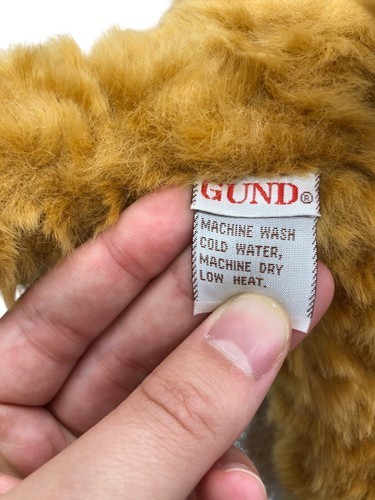 GUND®
MACHINE WASH
COLD WATER,
MACHINE DRY
LOW HEAT.